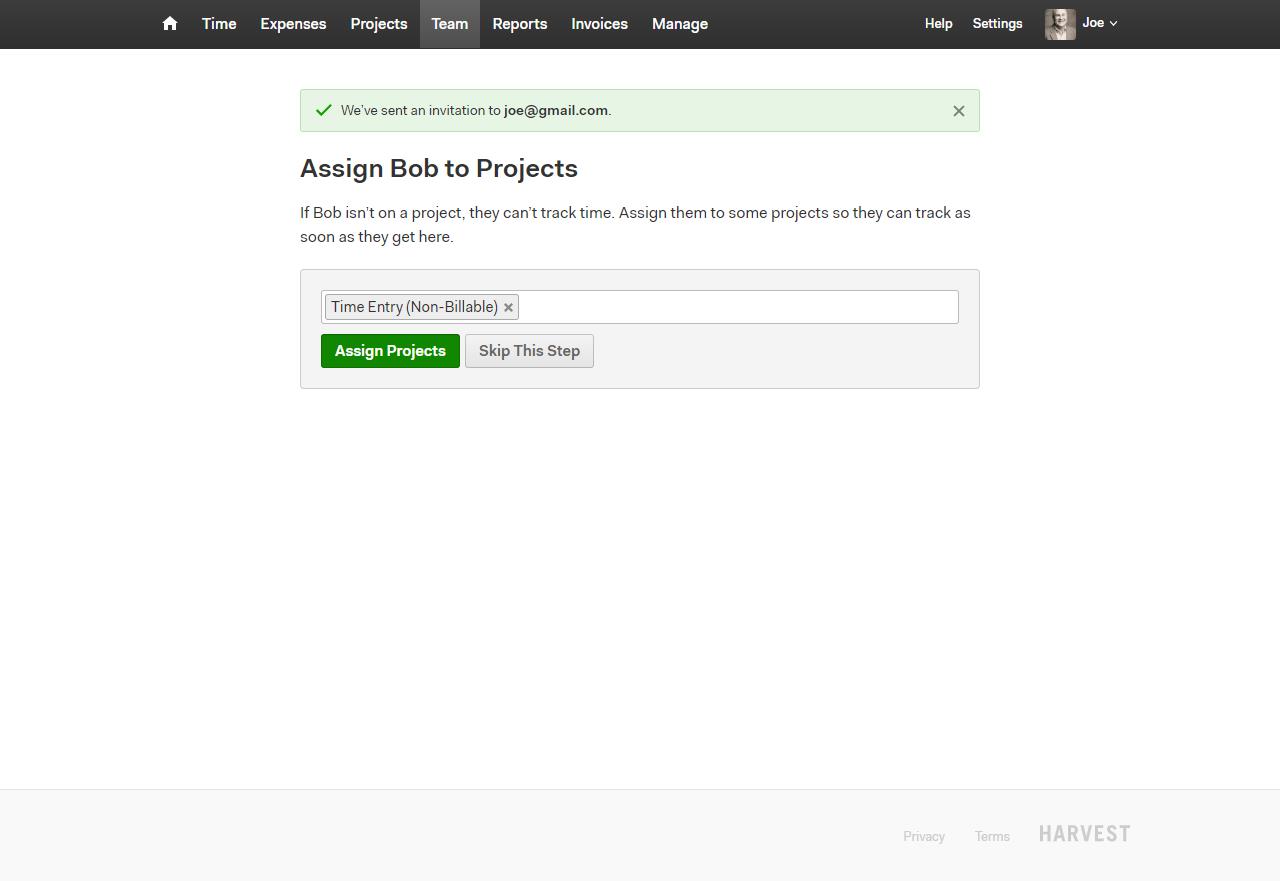 Time Expenses Projects Team Reports Invoices Manage Help Settings Joe
We've sent an invitation to joe@gmail.com.
Assign Bob to Projects
If Bob isn't on a project, they can't track time. Assign them to some projects so they can track as
soon as they get here.
Time Entry (Non-Billable)
Assign Projects Skip This Step
Privacy Terms HARVEST